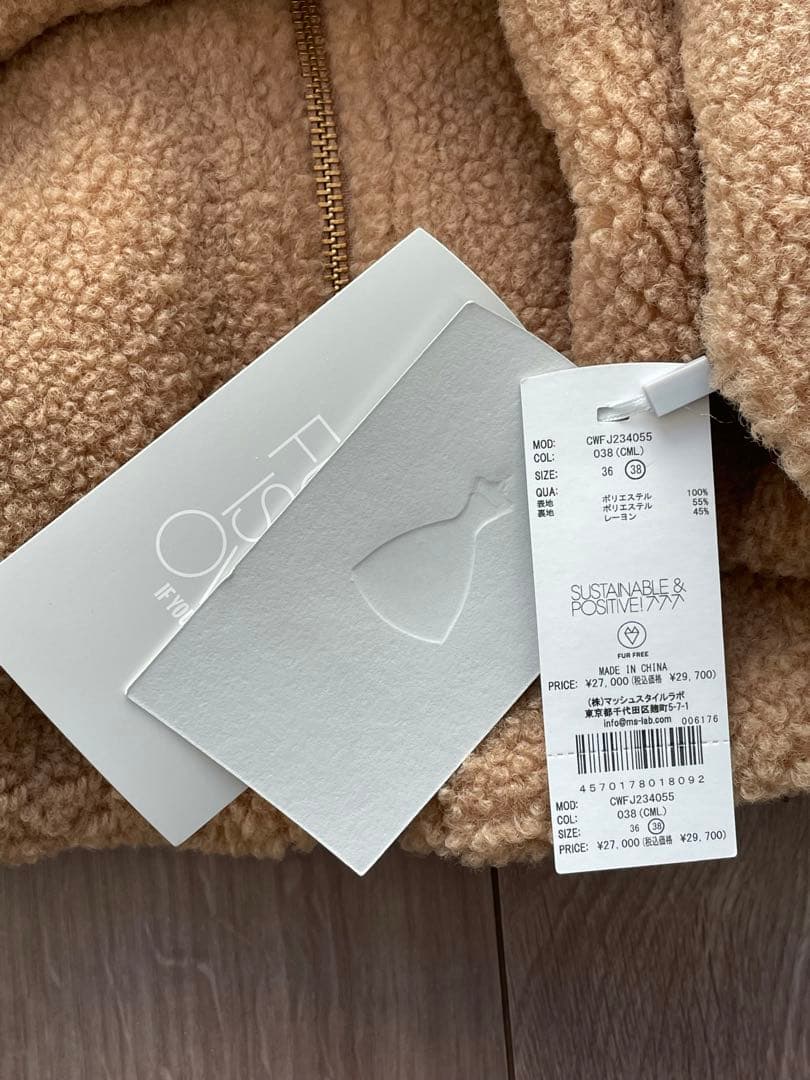 IF YOU
MOD: CWFJ234055
COL: 038(CML)
SIZE: 36 38
QUA:
表地 ポリエステル 100%
裏地 ポリエステル 55%
レーヨン 45%
SUSTAINABLE &
POSITIVE!777
FUR FREE
MADE IN CHINA
PRICE: ¥27,000(税込価格 ¥29,700)
(株)マッシュスタイルラボ
東京都千代田区麹町5-7-1
info@ms-lab.com 006176
4570178018092
MOD: CWFJ234055
COL: 038(CML)
SIZE: 36 38
PRICE: ¥27,000(税込価格 ¥29,700)